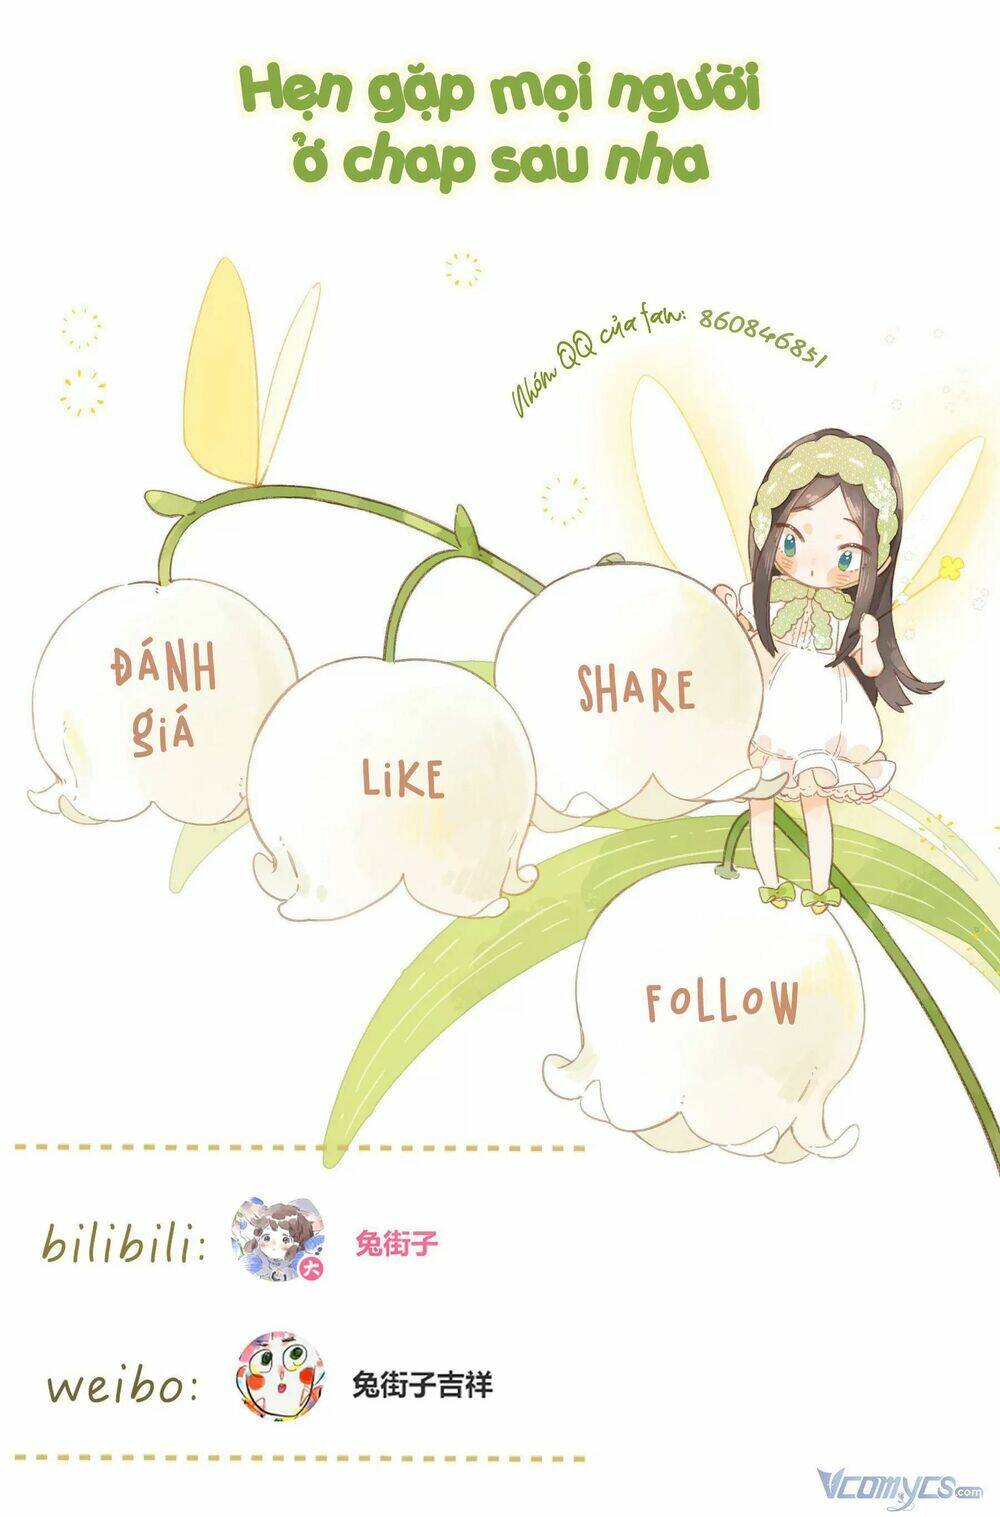 Hẹn gặp mọi người
ở chap sau nha
Nhóm QQ của fan: 860846851
ĐÁNH
giÁ
LiKE
SHARE
FOLLOW
bilibili:
大
兔街子
weibo:
兔街子吉祥
VCOMYCS.com